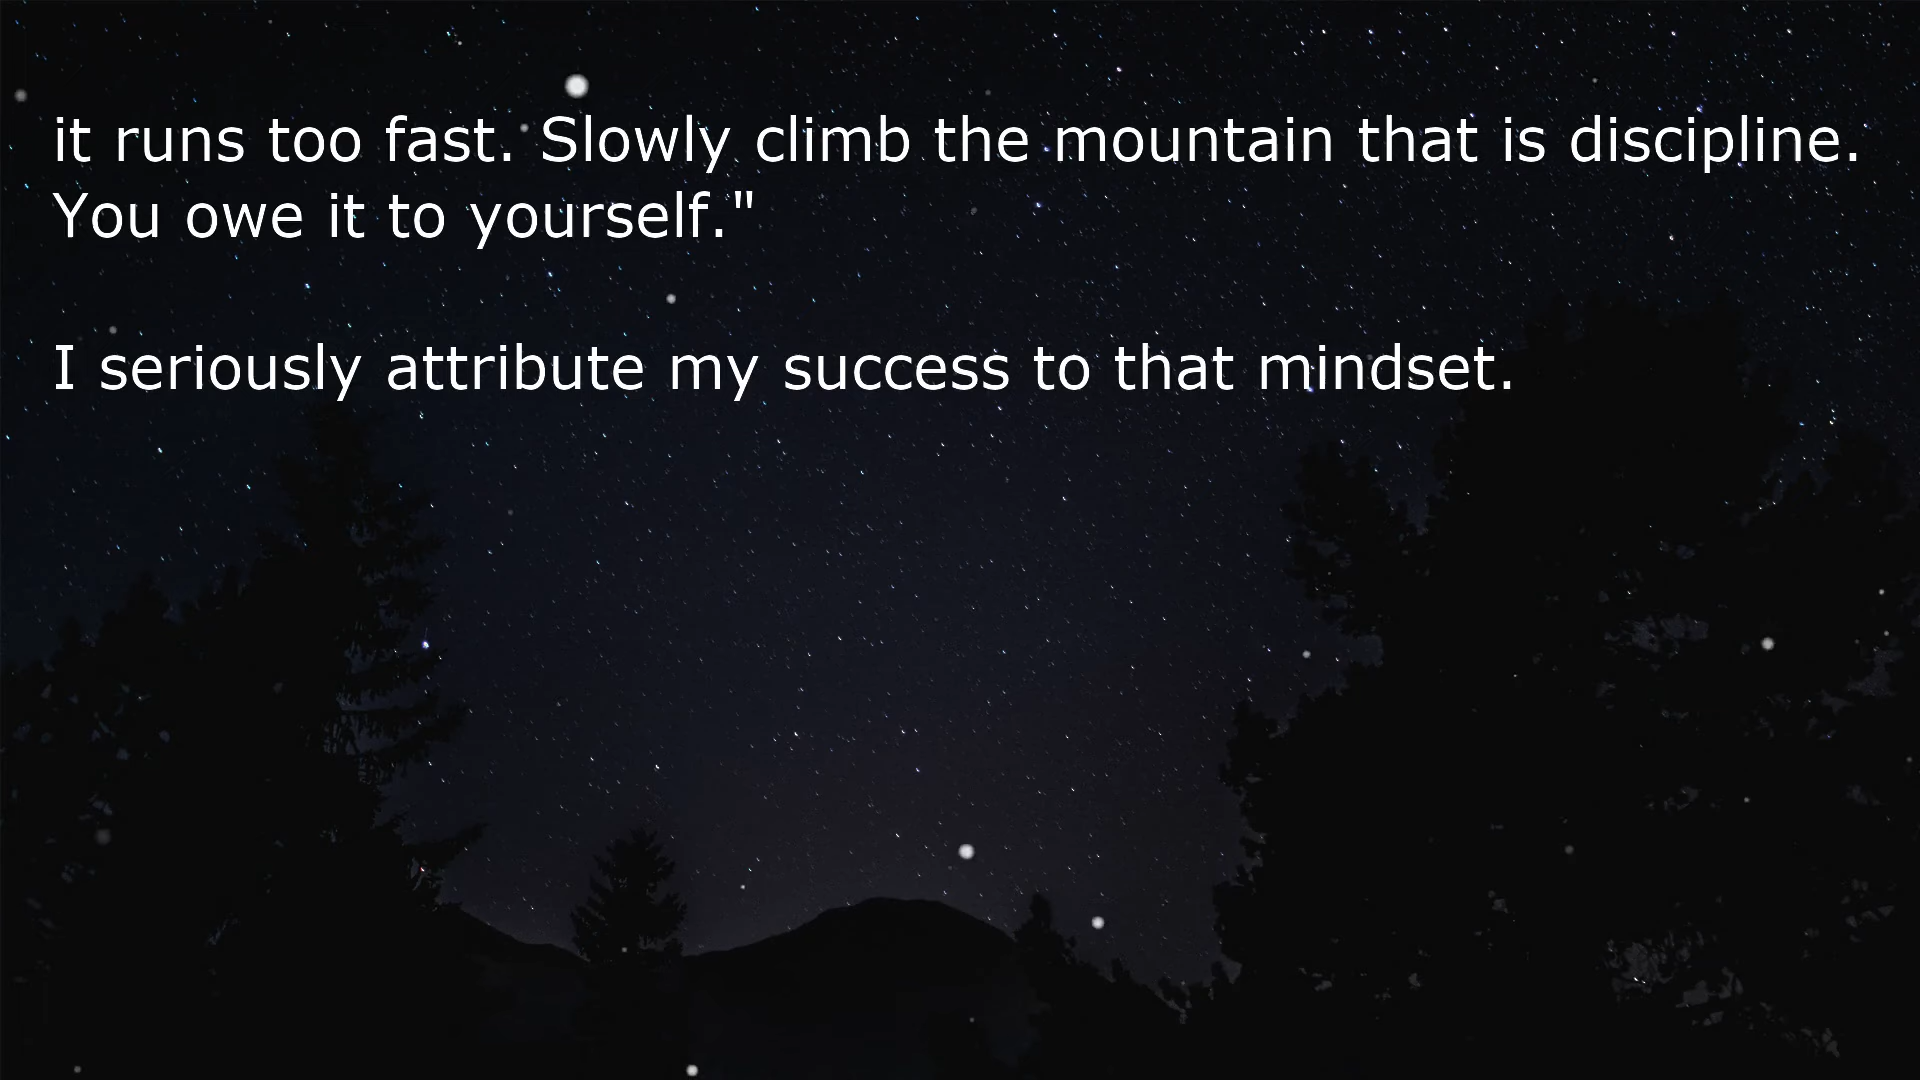 it runs too fast. Slowly climb the mountain that is discipline.
You owe it to yourself."
I seriously attribute my success to that mindset.